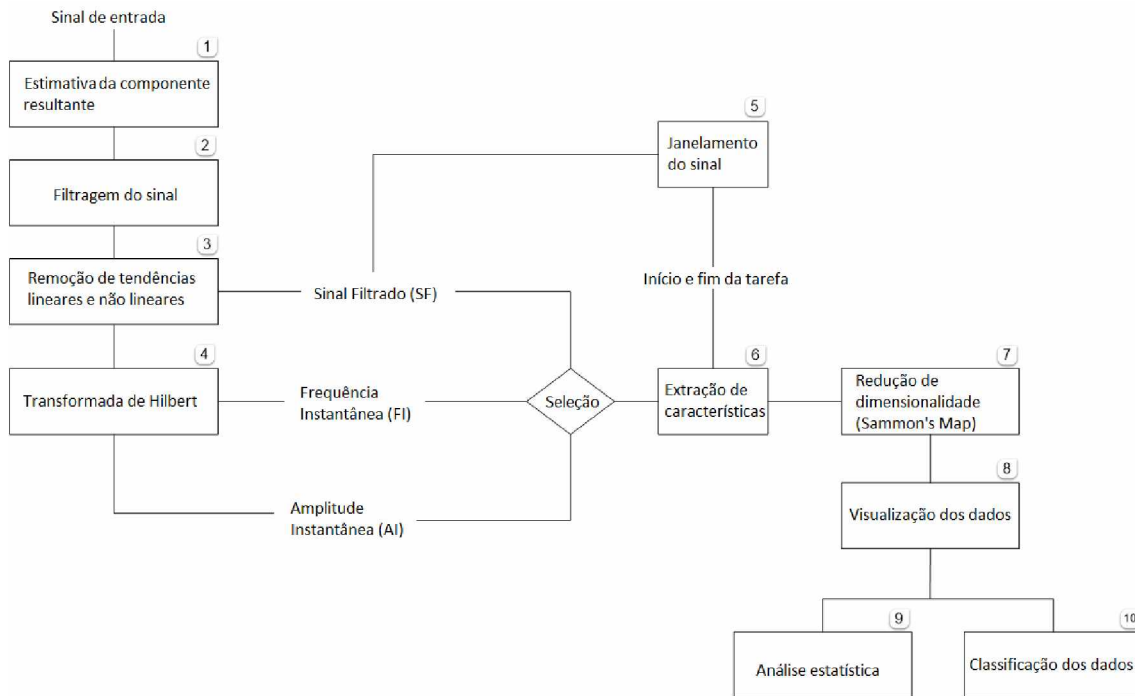 Sinal de entrada
1
Estimativa da componente
resultante
2
Filtragem do sinal
3
Remoção de tendências
lineares e não lineares
4
Transformada de Hilbert
Sinal Filtrado (SF)
Frequência
Instantânea (FI)
Amplitude
Instantânea (AI)
Seleção
5
Janelamento
do sinal
Início e fim da tarefa
6
Extração de
características
7
Redução de
dimensionalidade
(Sammon's Map)
8
Visualização dos dados
9
Análise estatística
10
Classificação dos dados